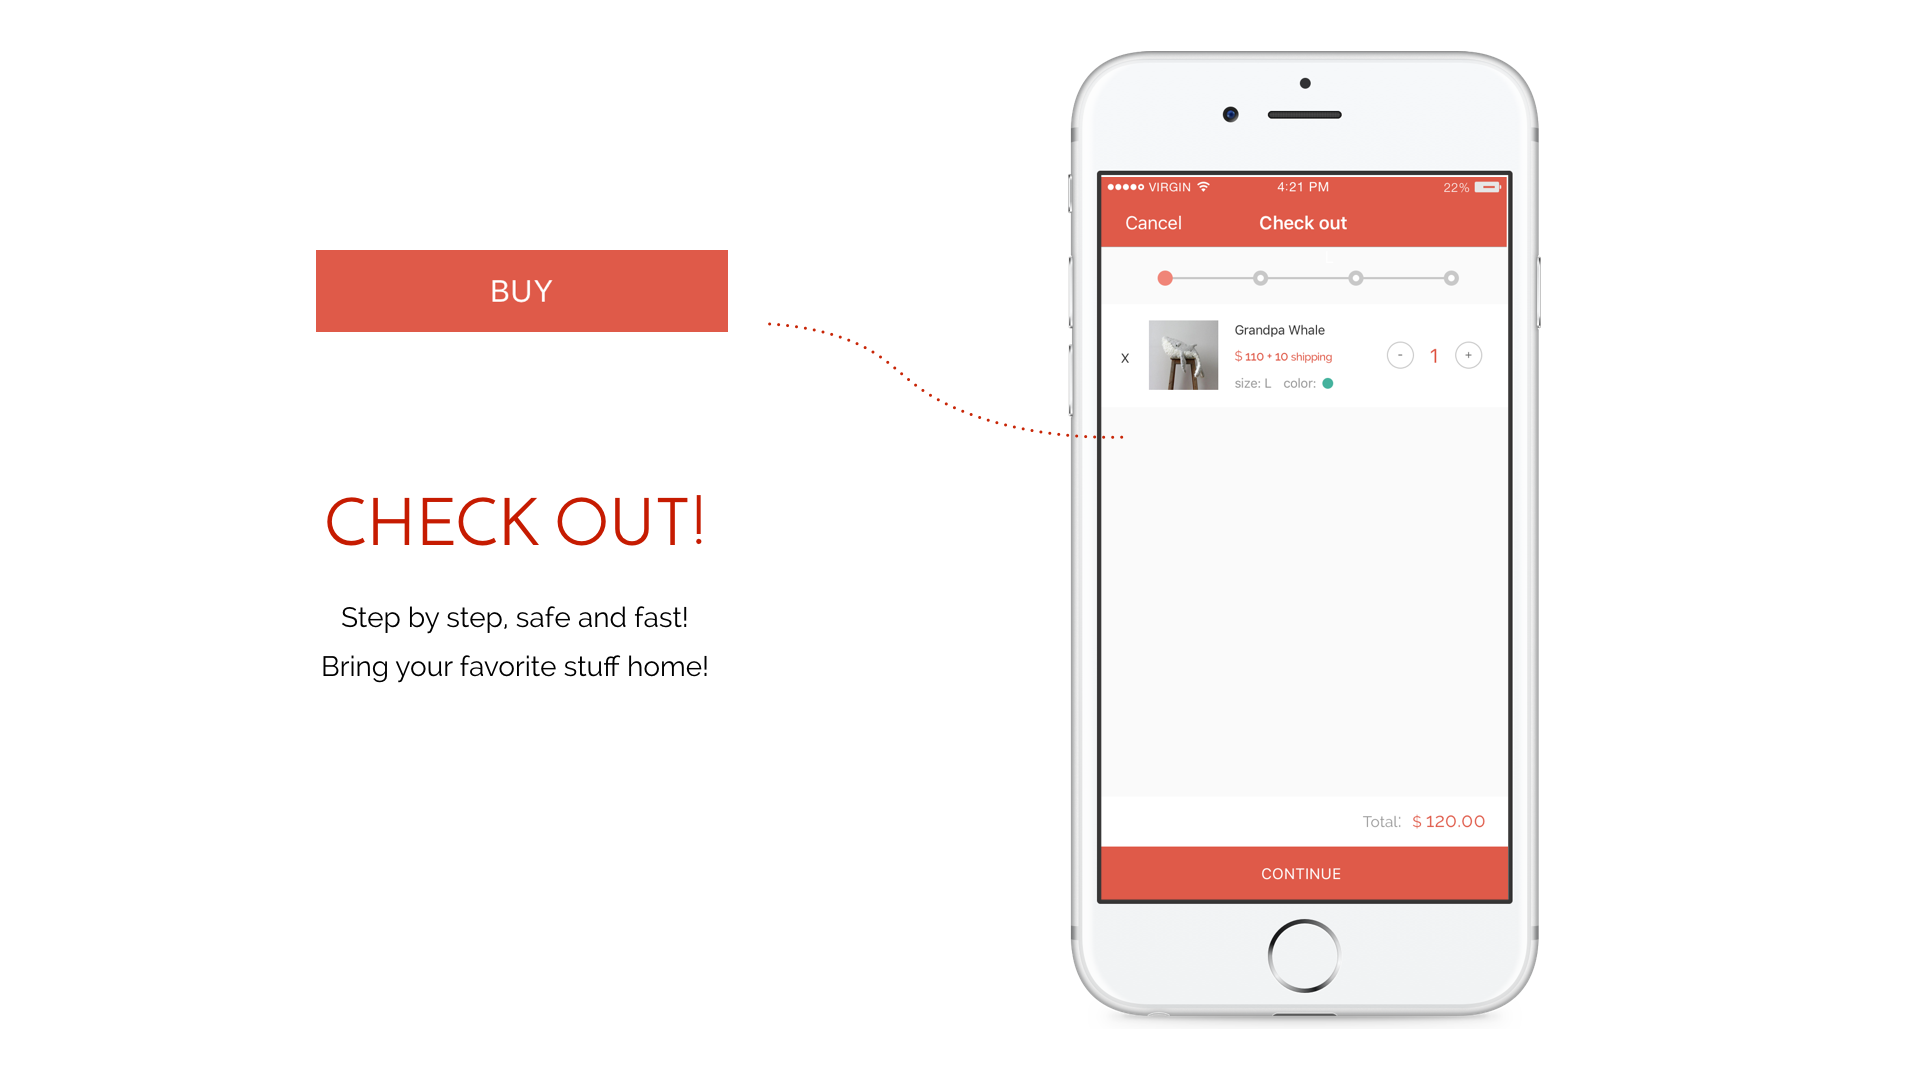 BUY
CHECK OUT!
Step by step, safe and fast!
Bring your favorite stuff home!
VIRGIN 4:21 PM 22%
Cancel Check out
Grandpa Whale
x $ 110 + 10 shipping - 1 +
size: L color:
Total: $ 120.00
CONTINUE